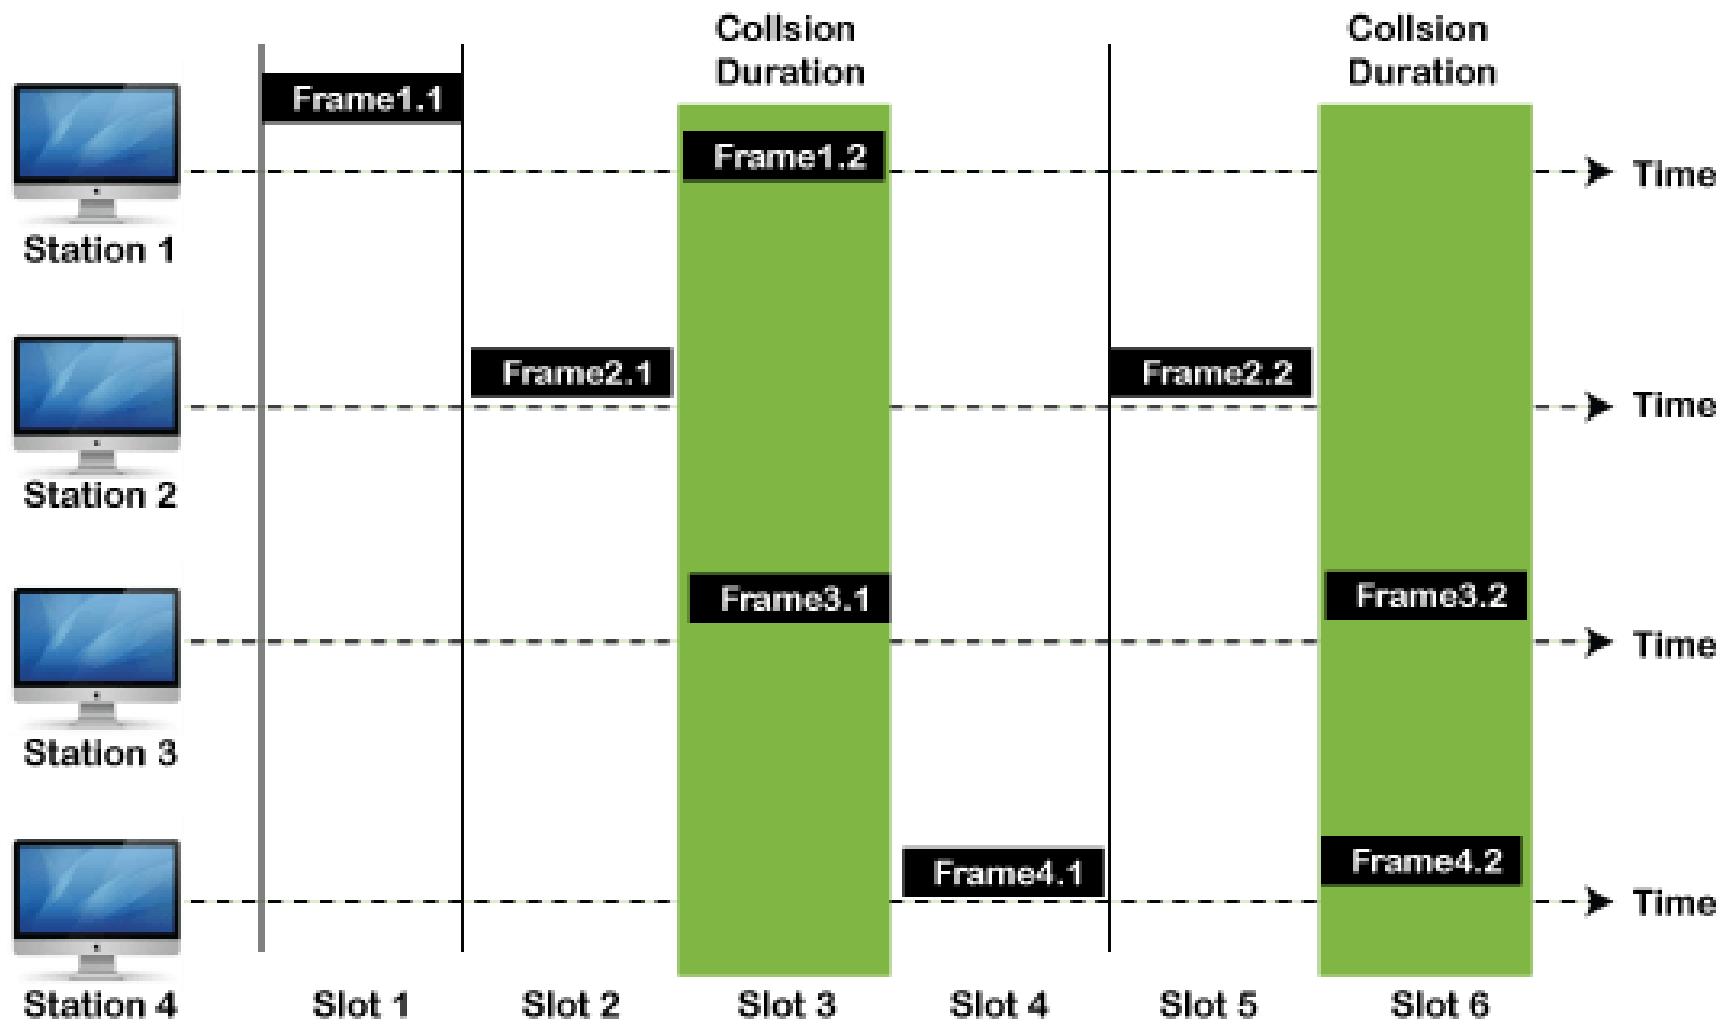 Collsion
Duration
Collsion
Duration
Frame1.1
Frame1.2
Time
Station 1
Frame2.1
Frame2.2
Time
Station 2
Frame3.1
Frame3.2
Time
Station 3
Frame4.1
Frame4.2
Time
Station 4
Slot 1
Slot 2
Slot 3
Slot 4
Slot 5
Slot 6